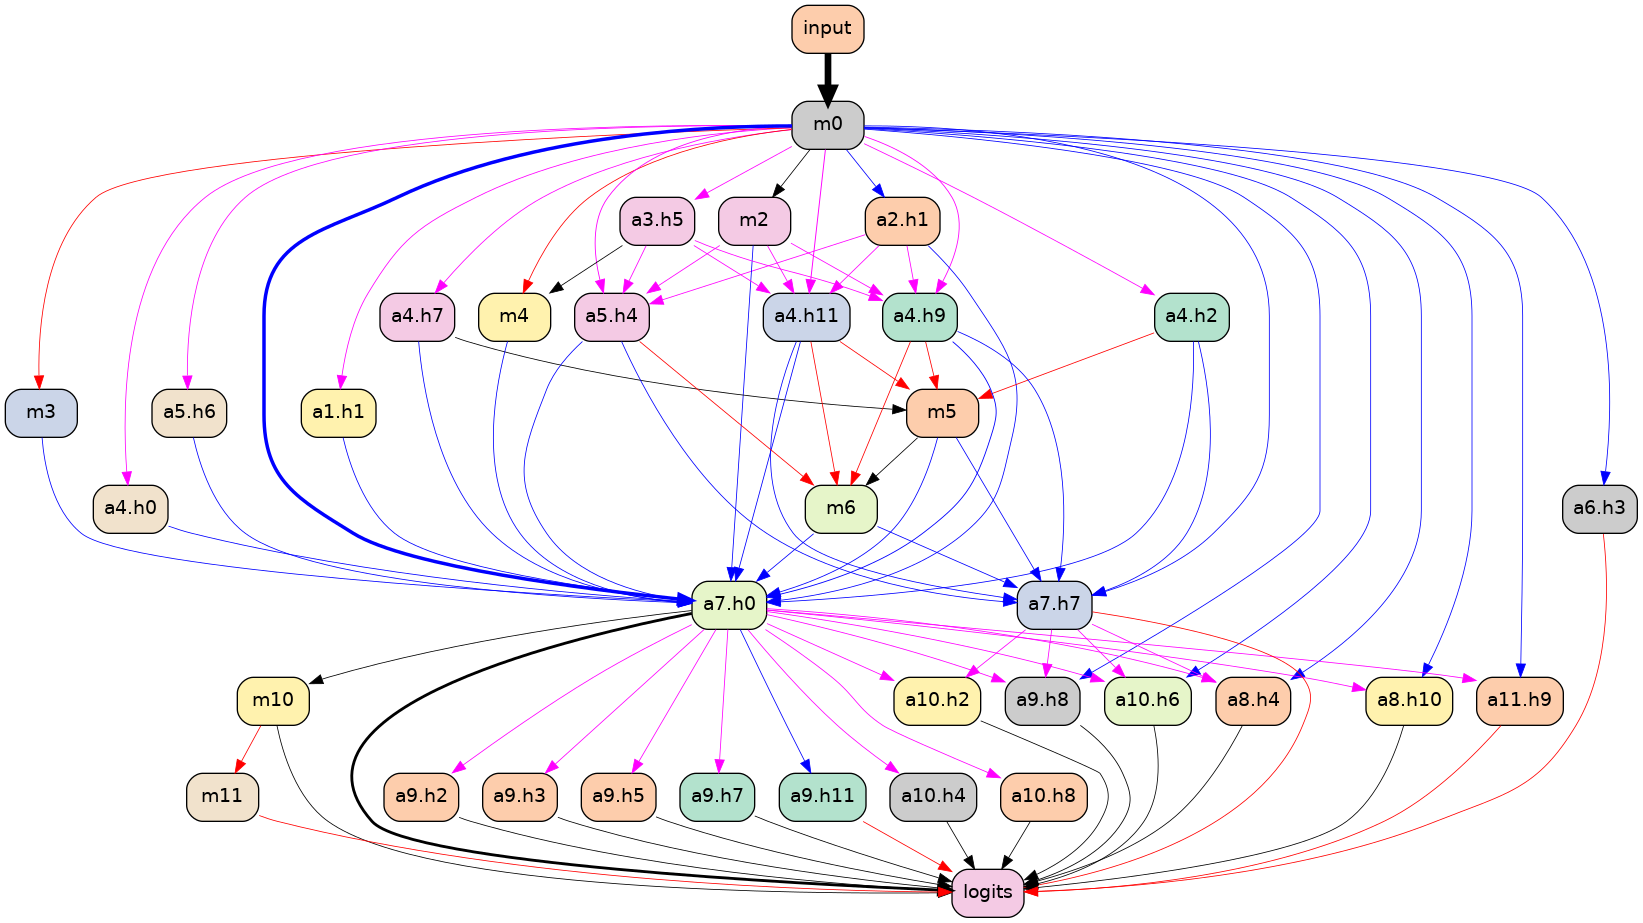 input
m0
a3.h5 m2 a2.h1
a4.h7 m4 a5.h4 a4.h11 a4.h9 a4.h2
m3 a5.h6 a1.h1 m5
a4.h0 m6 a6.h3
a7.h0 a7.h7
m10 a10.h2 a9.h8 a10.h6 a8.h4 a8.h10 a11.h9
m11 a9.h2 a9.h3 a9.h5 a9.h7 a9.h11 a10.h4 a10.h8
logits